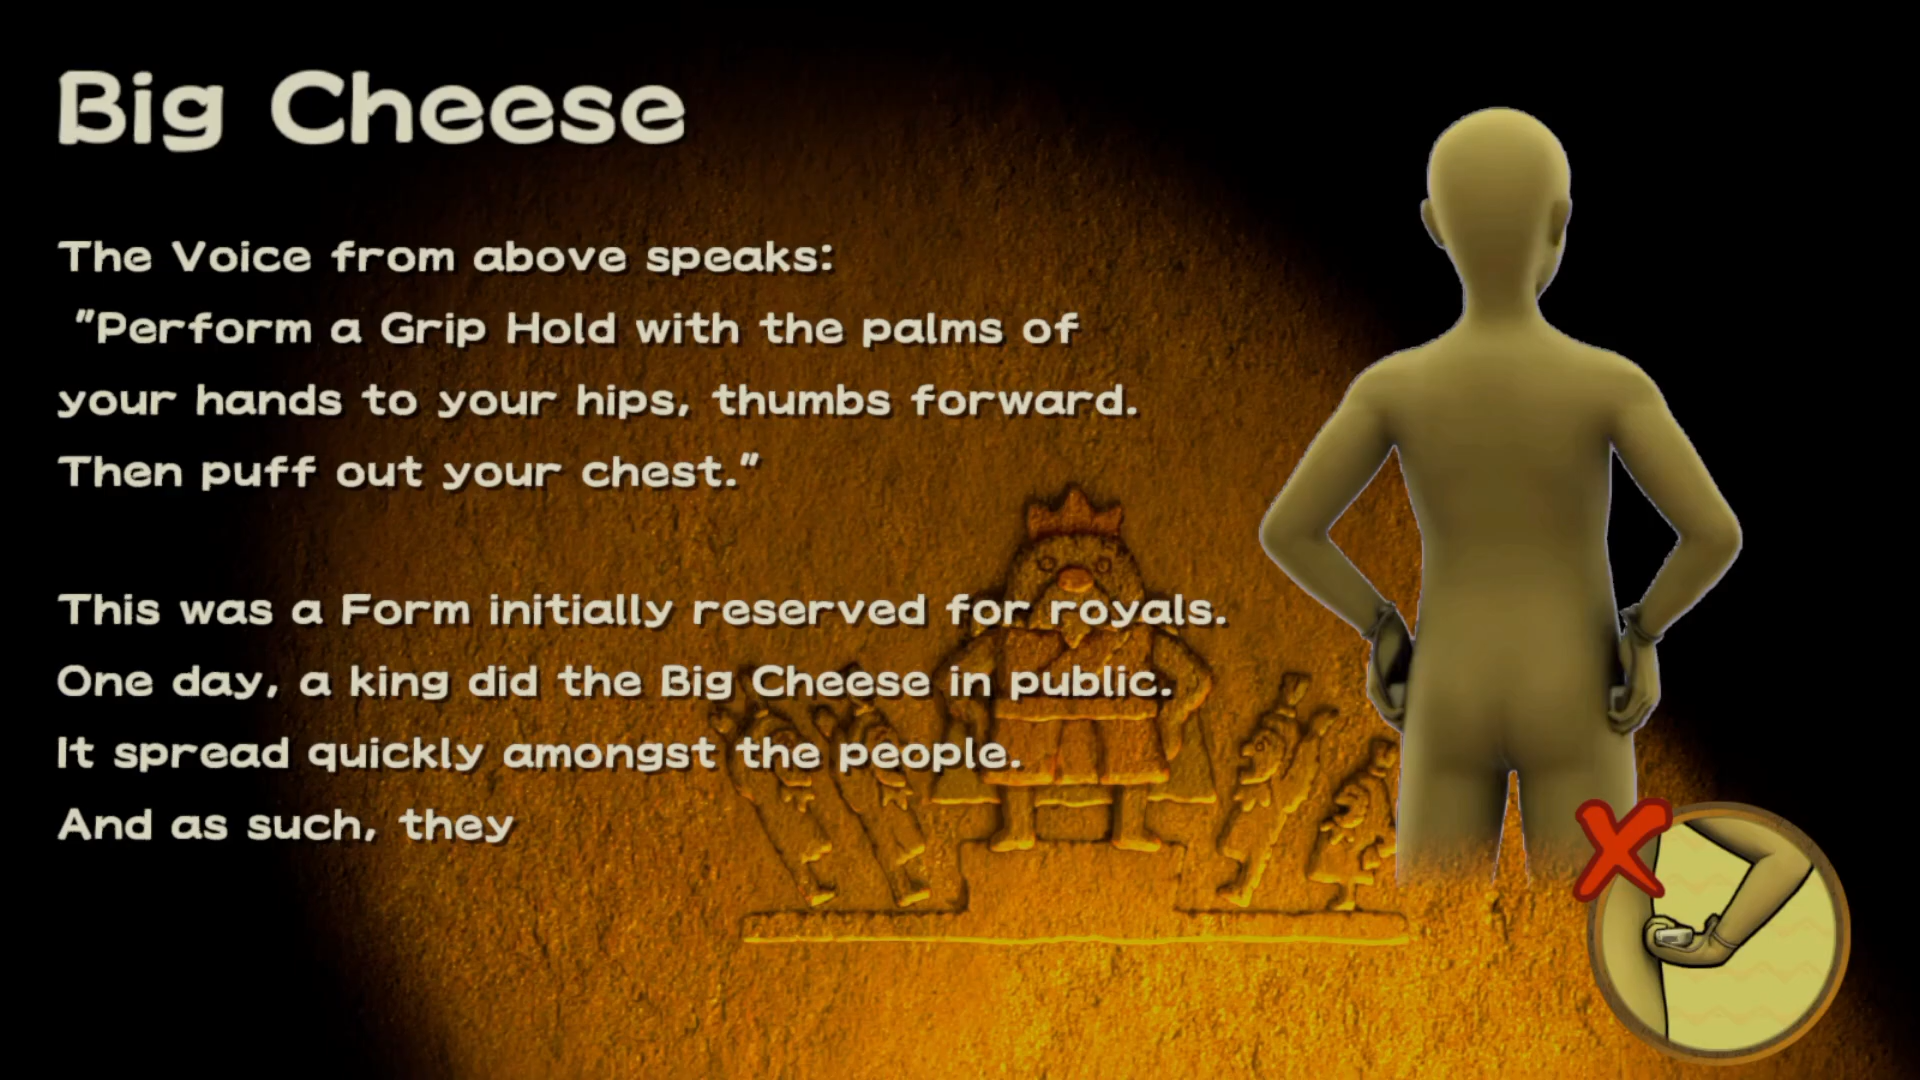 Big Cheese
The Voice from above speaks:
"Perform a Grip Hold with the palms of
your hands to your hips, thumbs forward.
Then puff out your chest."
This was a Form initially reserved for royals.
One day, a king did the Big Cheese in public.
It spread quickly amongst the people.
And as such, they